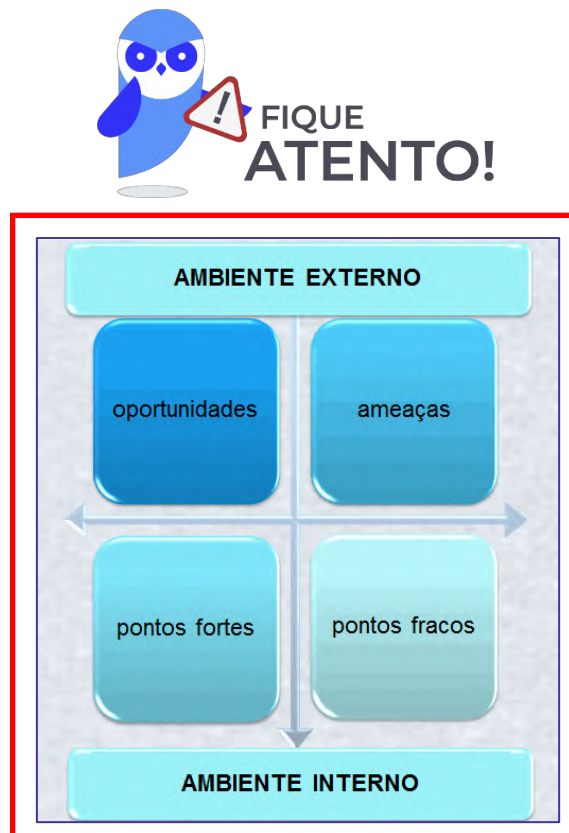 !
FIQUE
ATENTO!
AMBIENTE EXTERNO
oportunidades
ameaças
pontos fortes
pontos fracos
AMBIENTE INTERNO